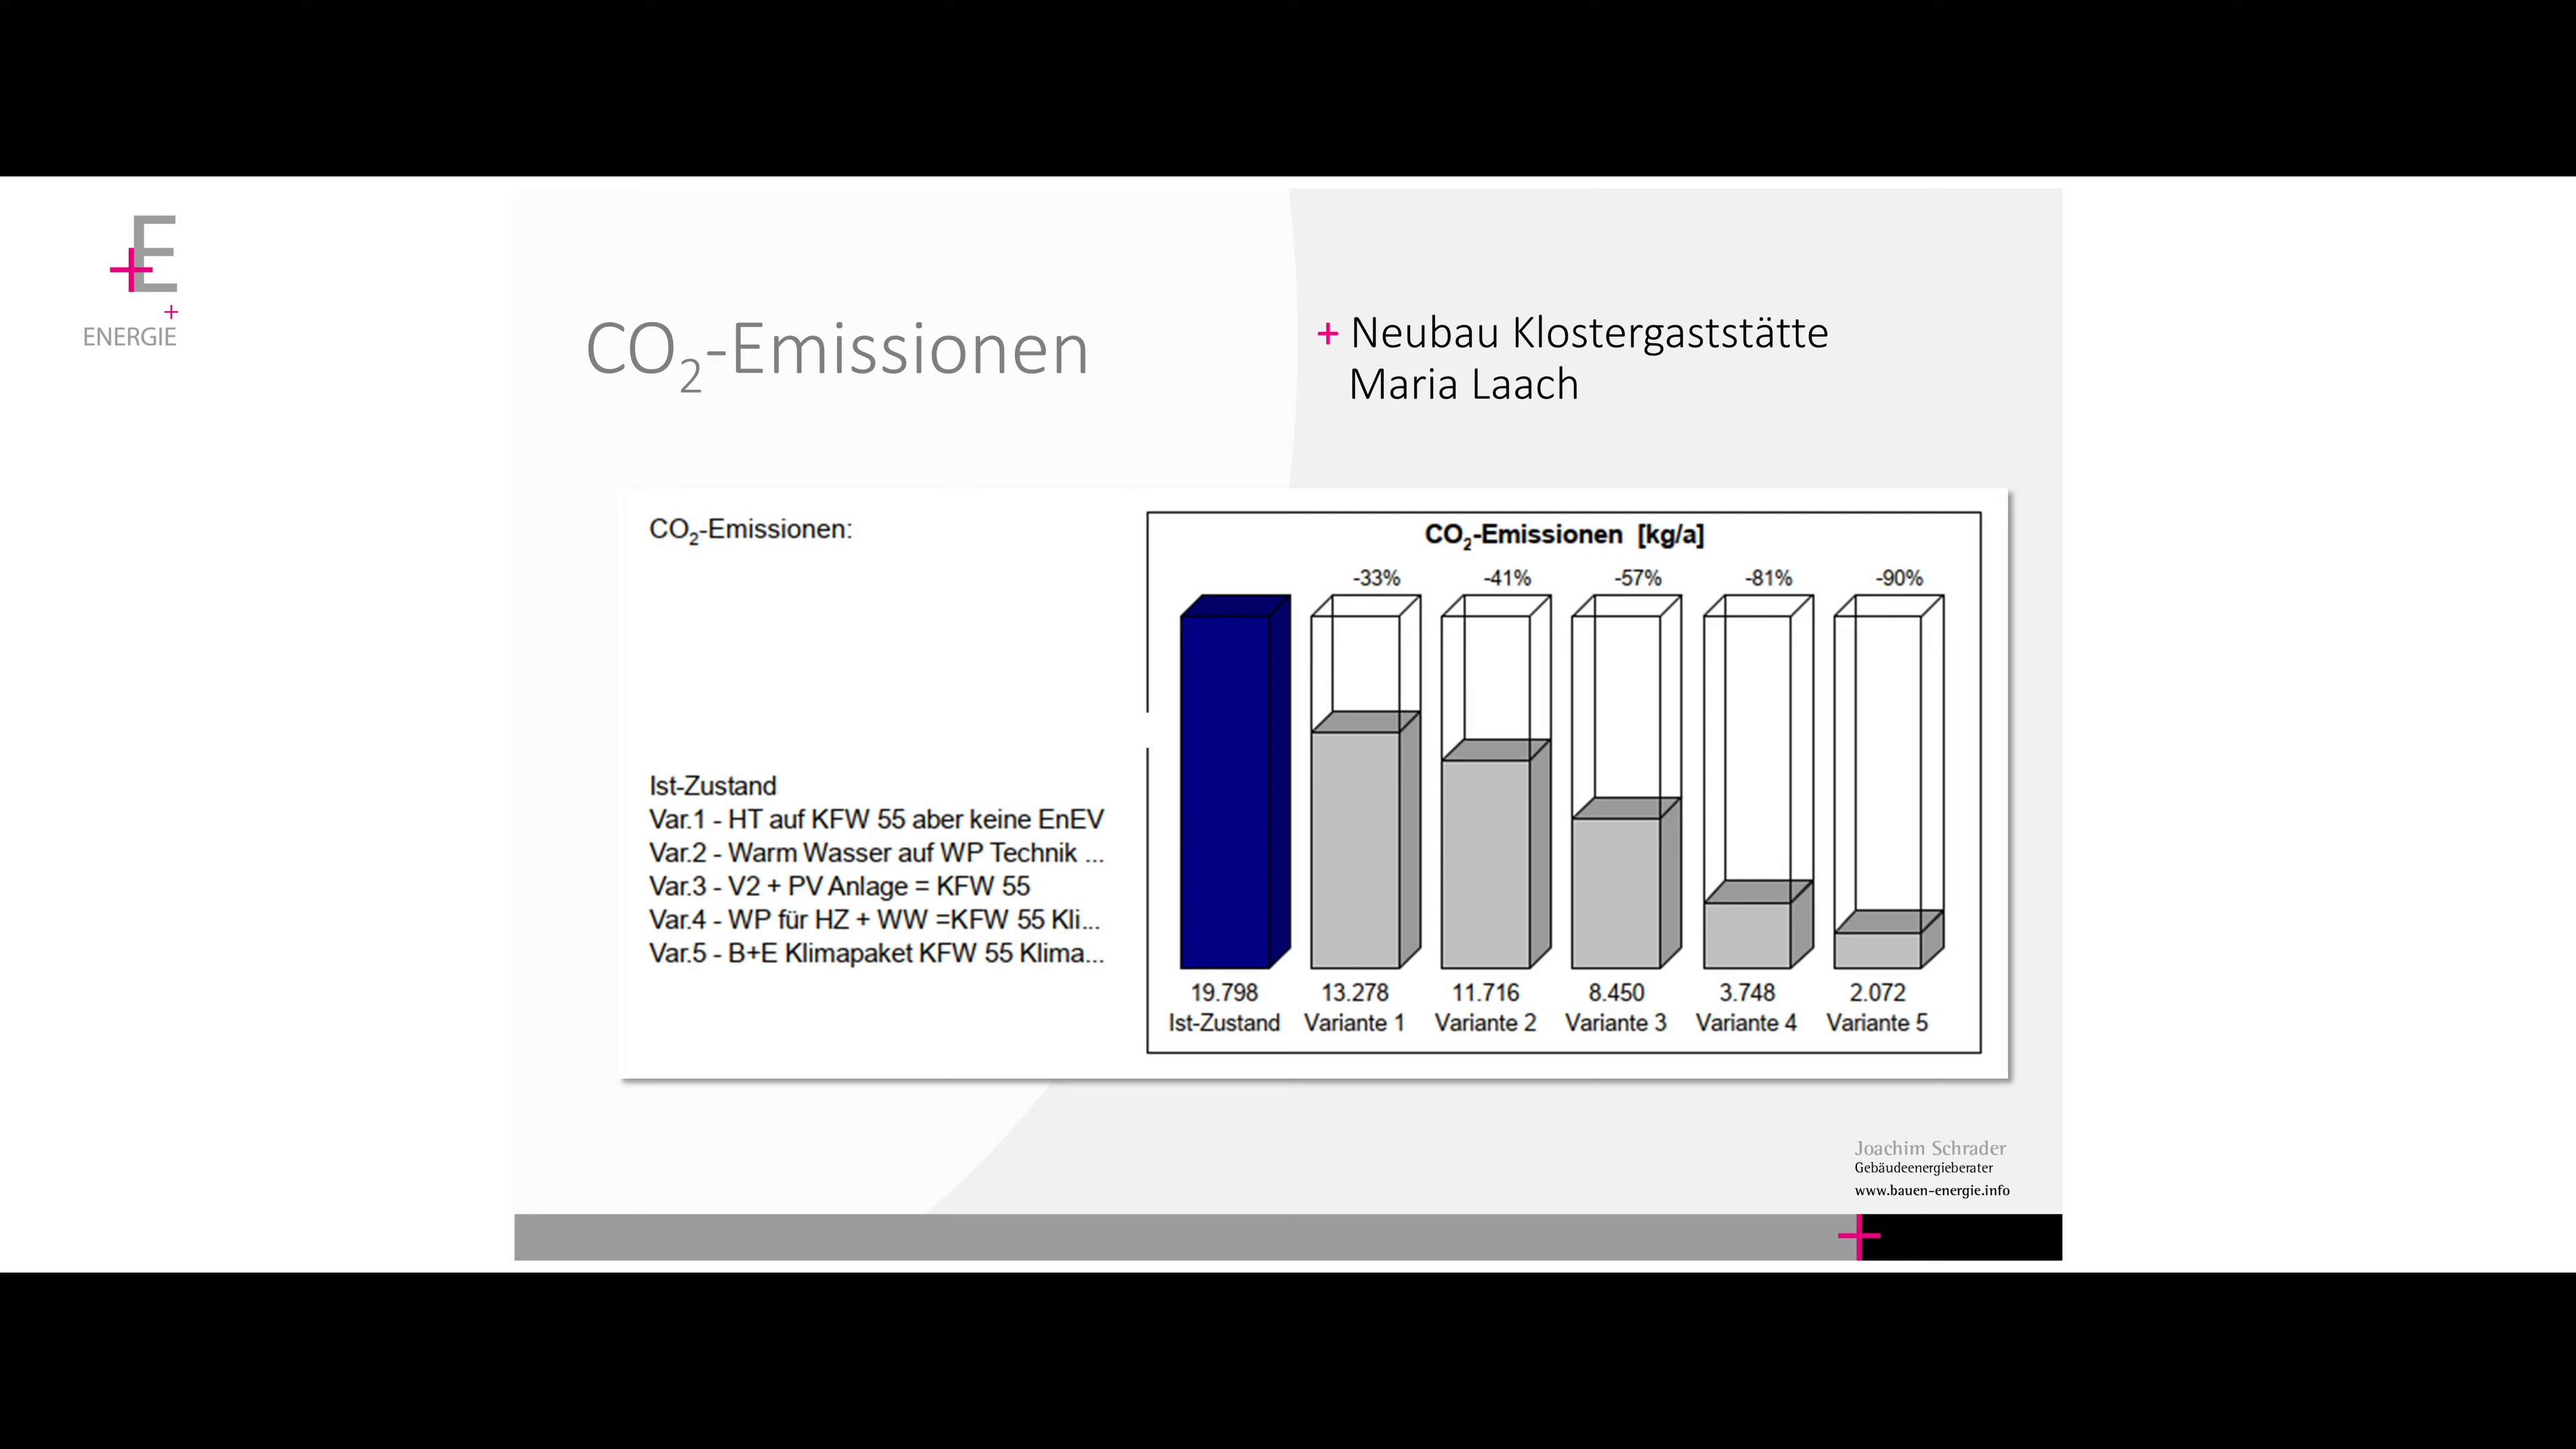 E
ENERGIE
CO₂-Emissionen
+ Neubau Klostergaststätte
Maria Laach
CO₂-Emissionen:
Ist-Zustand
Var.1 - HT auf KFW 55 aber keine EnEV
Var.2 - Warm Wasser auf WP Technik ...
Var.3 - V2 + PV Anlage = KFW 55
Var.4 - WP für HZ + WW =KFW 55 Kli...
Var.5 - B+E Klimapaket KFW 55 Klima...
CO₂-Emissionen [kg/a]
-33% -41% -57% -81% -90%
19.798 13.278 11.716 8.450 3.748 2.072
Ist-Zustand Variante 1 Variante 2 Variante 3 Variante 4 Variante 5
Joachim Schrader
Gebäudeenergieberater
www.bauen-energie.info